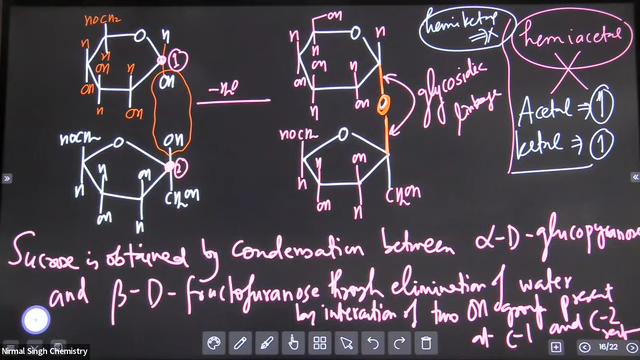 HOCH2
O
H
①
OH
H
OH
H
OH
H
OH
-H2O
HOCH2
O
OH
②
H
OH
OH
H
CH2OH
OH
O
H
H
OH
H
OH
OH
O
glycosidic
linkage
HOCH2
O
H
OH
OH
H
CH2OH
hemiketal
⇒X
hemiacetal
Acetal ⇒ ①
ketal ⇒ ①
Sucrose is obtained by condensation between α-D-glucopyranose
and β-D-fructofuranose through elimination of water
by interation of two OH group present
at C-1 and C-2
Nirmal Singh Chemistry
16/22